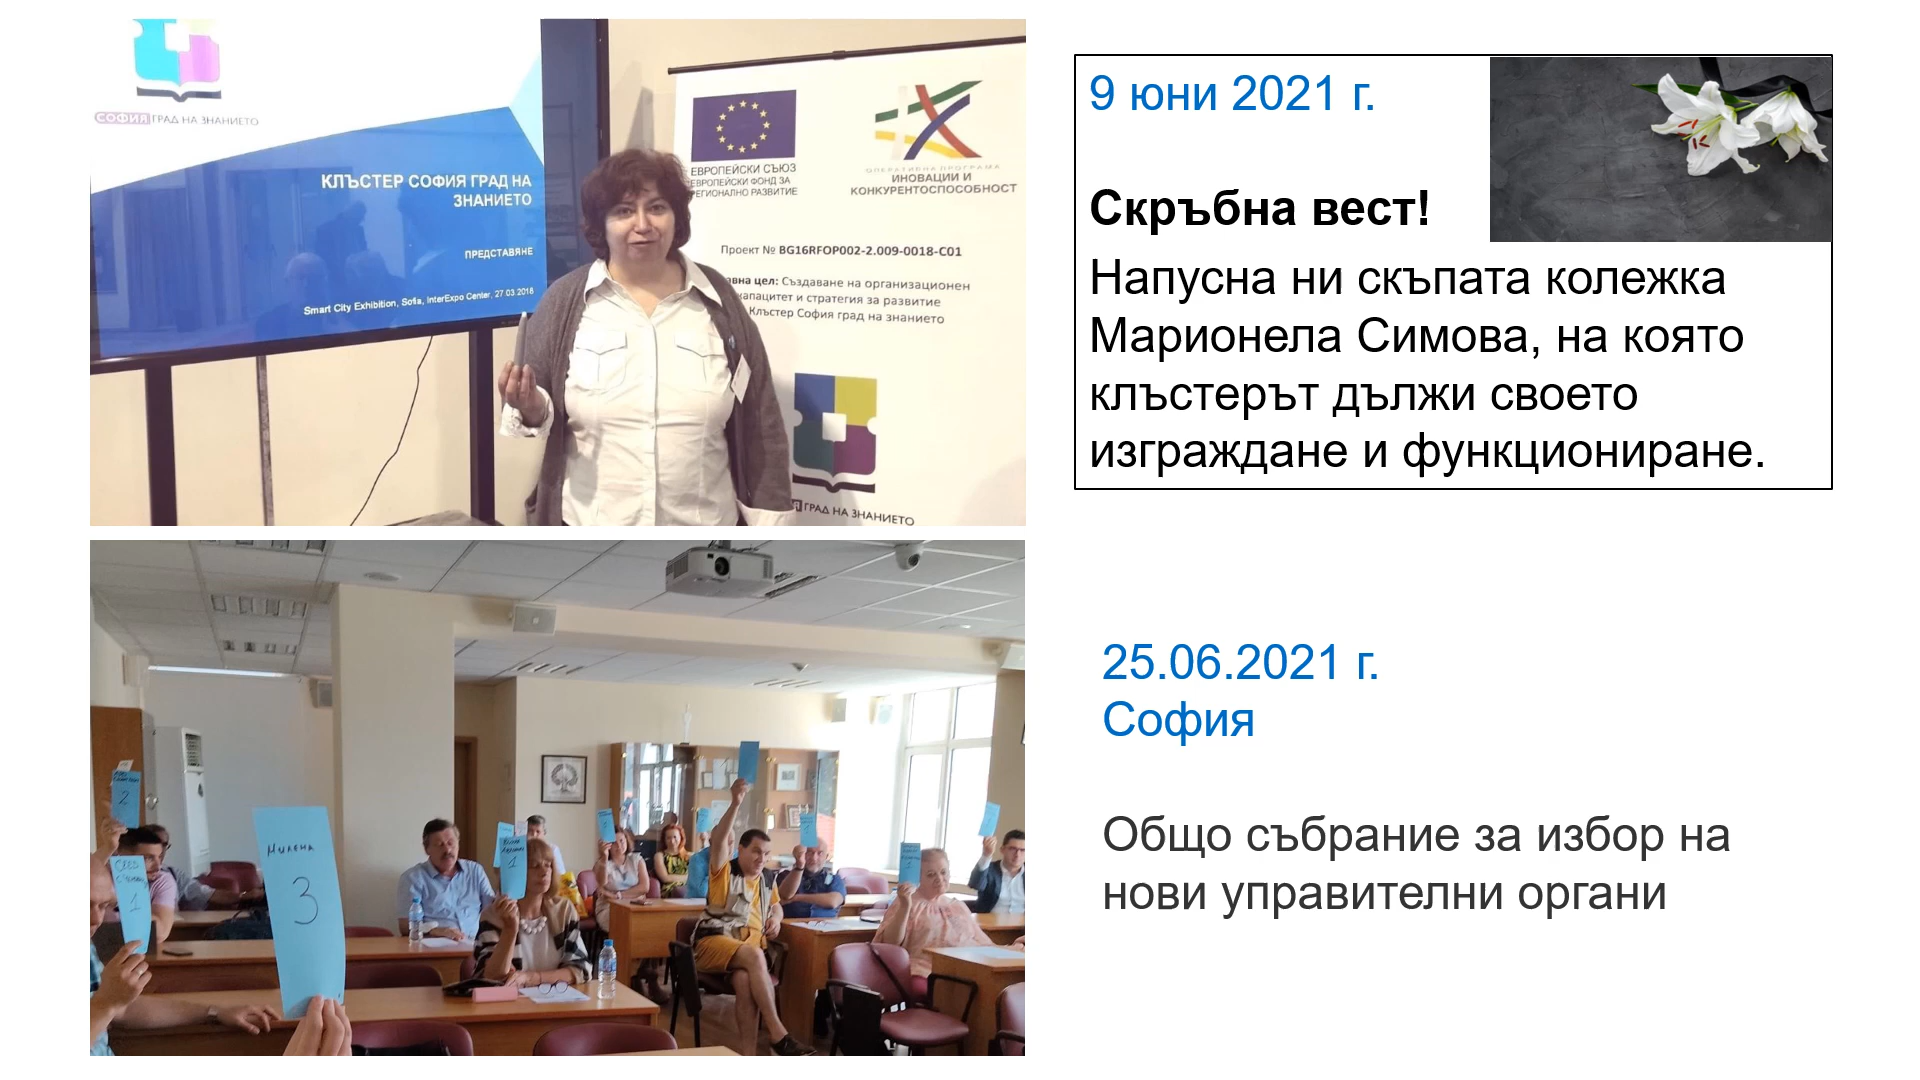 СОФИЯ ГРАД НА ЗНАНИЕТО
КЛЪСТЕР СОФИЯ ГРАД НА
ЗНАНИЕТО
ПРЕДСТАВЯНЕ
Smart City Exhibition, Sofia, InterExpo Center, 27.03.2018
ЕВРОПЕЙСКИ СЪЮЗ
ЕВРОПЕЙСКИ ФОНД ЗА
РЕГИОНАЛНО РАЗВИТИЕ
ОПЕРАТИВНА ПРОГРАМА
ИНОВАЦИИ И
КОНКУРЕНТОСПОСОБНОСТ
Проект № BG16RFOP002-2.009-0018-C01
цел: Създаване на организационен
капацитет и стратегия за развитие
Клъстер София град на знанието
ГРАД НА ЗНАНИЕТО
9 юни 2021 г.
Скръбна вест!
Напусна ни скъпата колежка
Марионела Симова, на която
клъстерът дължи своето
изграждане и функциониране.
2
1
МИЛЕНА
3
1
25.06.2021 г.
София
Общо събрание за избор на
нови управителни органи